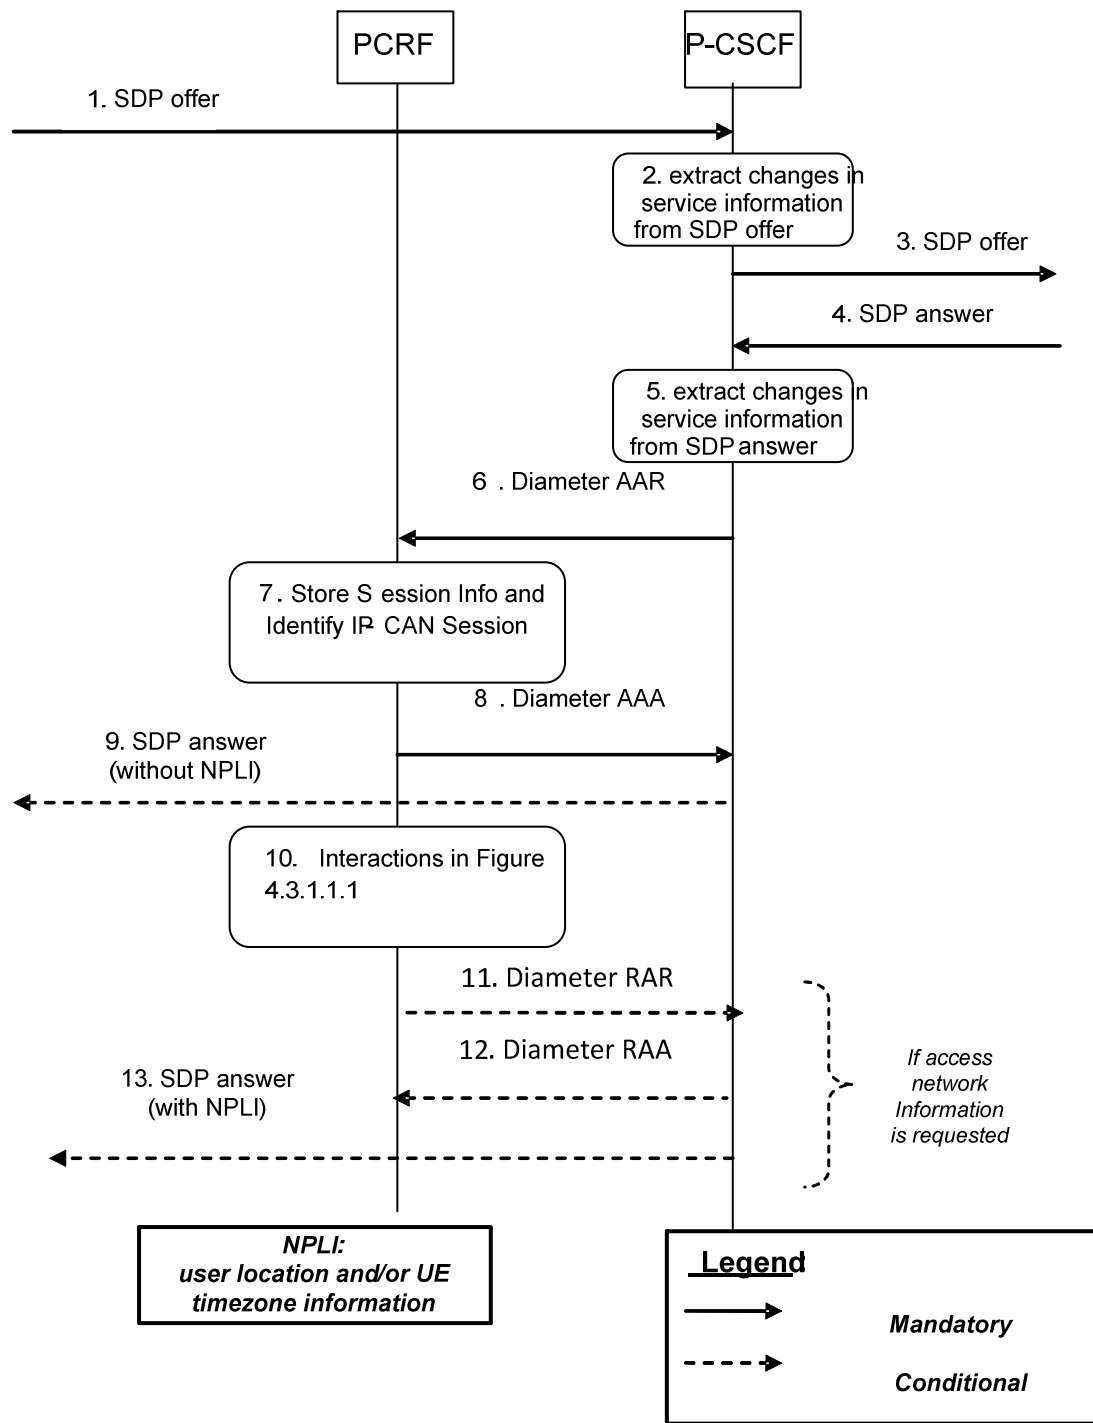 PCRF
P-CSCF
1. SDP offer
2. extract changes in
service information
from SDP offer
3. SDP offer
4. SDP answer
5. extract changes in
service information
from SDP answer
6 . Diameter AAR
7. Store S ession Info and
Identify IP- CAN Session
8 . Diameter AAA
9. SDP answer
(without NPLI)
10. Interactions in Figure
4.3.1.1.1
11. Diameter RAR
12. Diameter RAA
13. SDP answer
(with NPLI)
If access
network
Information
is requested
NPLI:
user location and/or UE
timezone information
Legend:
Mandatory
Conditional